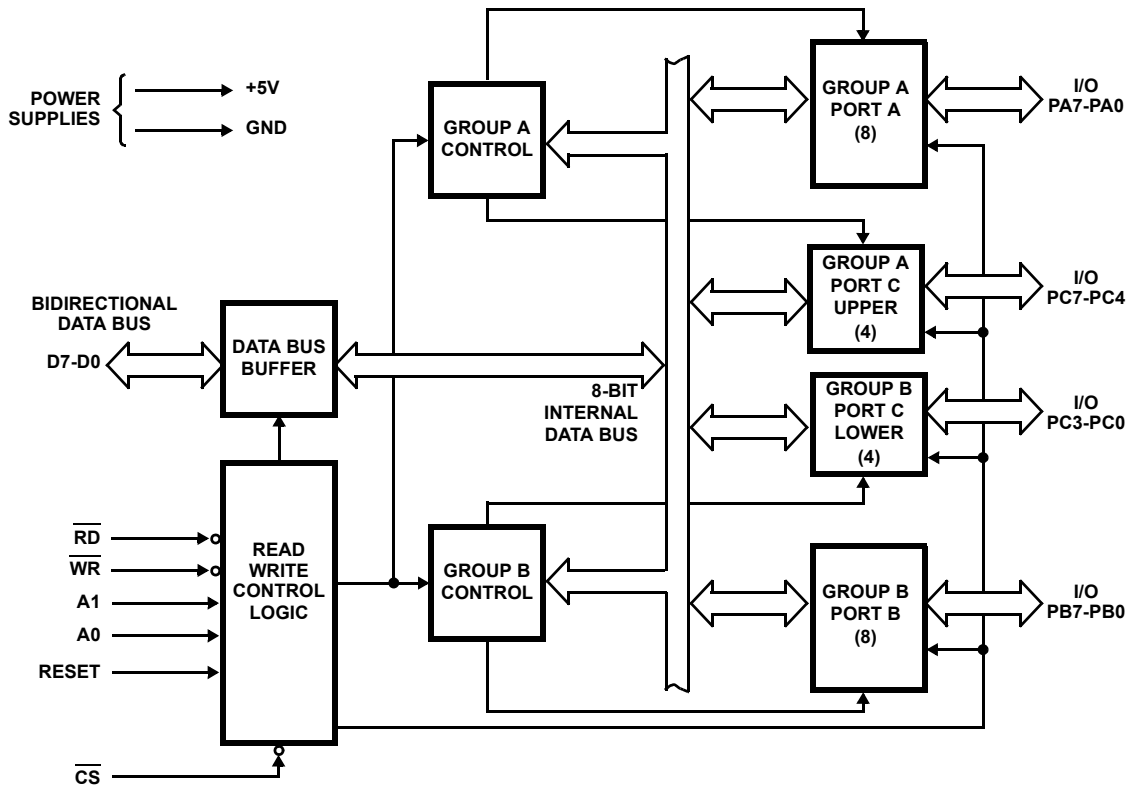 POWER
SUPPLIES
+5V
GND
GROUP A
CONTROL
GROUP A
PORT A
(8)
I/O
PA7-PA0
GROUP A
PORT C
UPPER
(4)
I/O
PC7-PC4
BIDIRECTIONAL
DATA BUS
D7-D0
DATA BUS
BUFFER
8-BIT
INTERNAL
DATA BUS
GROUP B
PORT C
LOWER
(4)
I/O
PC3-PC0
RD
WR
A1
A0
RESET
CS
READ
WRITE
CONTROL
LOGIC
GROUP B
CONTROL
GROUP B
PORT B
(8)
I/O
PB7-PB0